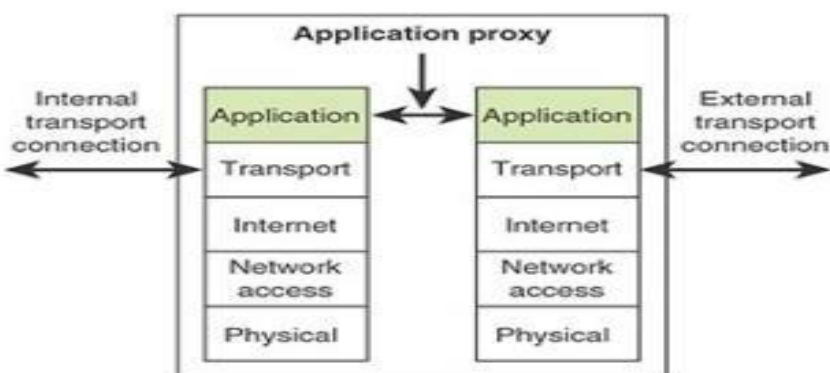 Application proxy
Internal
transport
connection
Application
Transport
Internet
Network
access
Physical
Application
Transport
Internet
Network
access
Physical
External
transport
connection